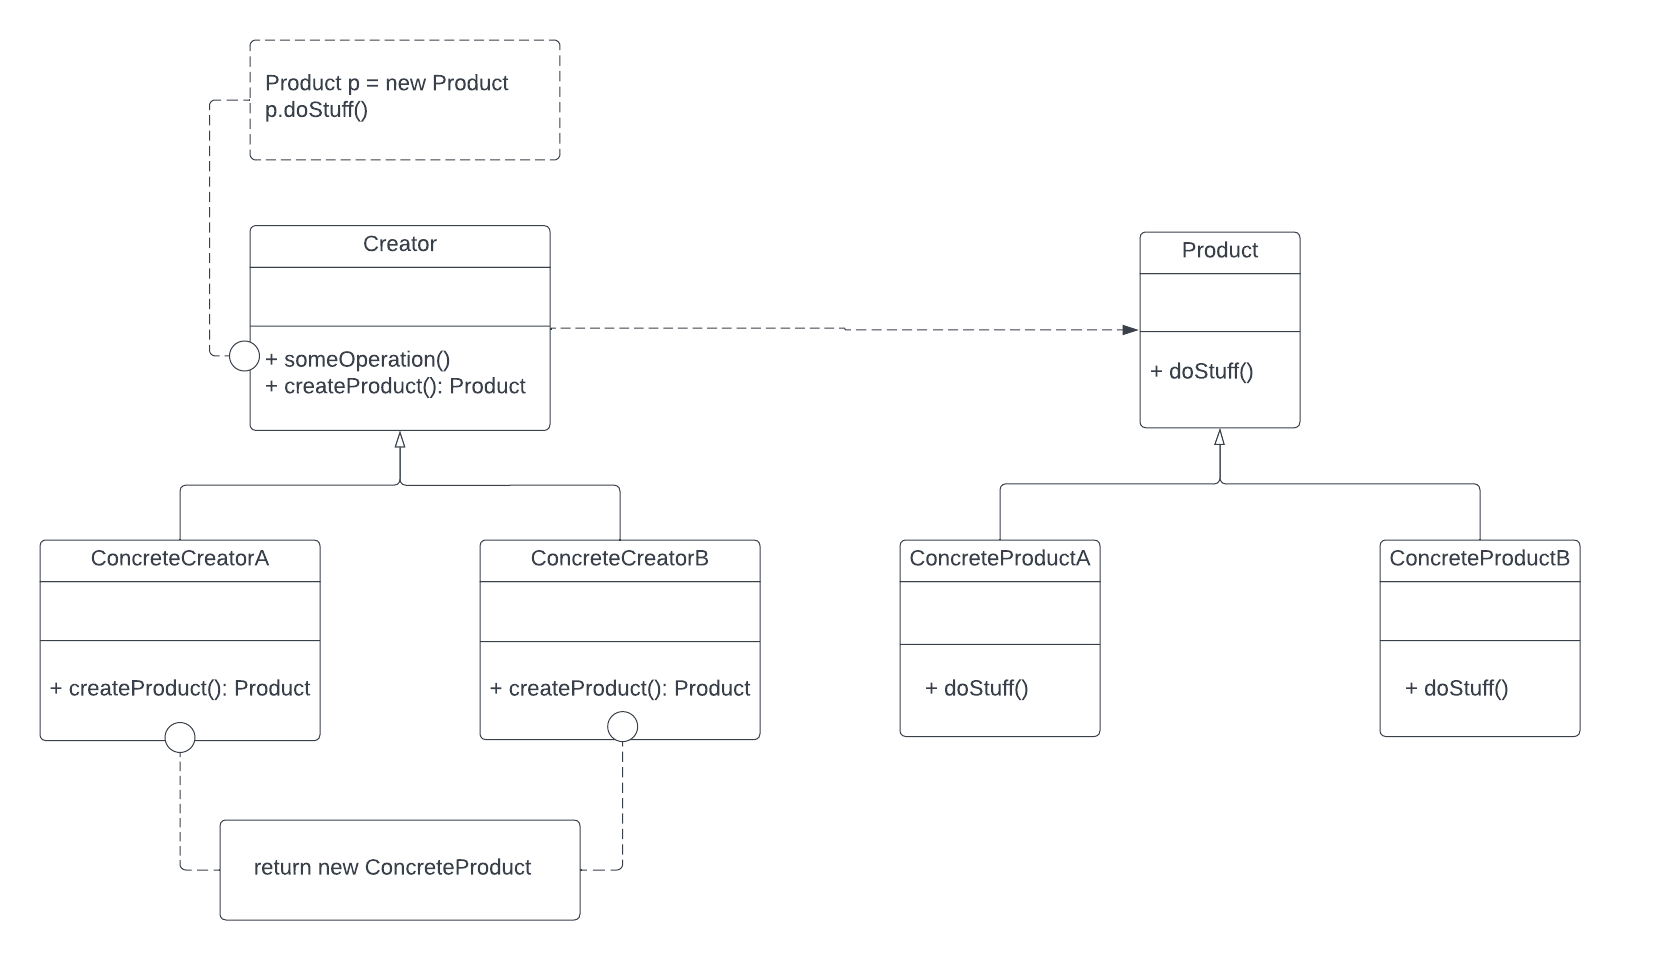 Product p = new Product
p.doStuff()
Creator
+ someOperation()
+ createProduct(): Product
Product
+ doStuff()
ConcreteCreatorA
+ createProduct(): Product
ConcreteCreatorB
+ createProduct(): Product
ConcreteProductA
+ doStuff()
ConcreteProductB
+ doStuff()
return new ConcreteProduct